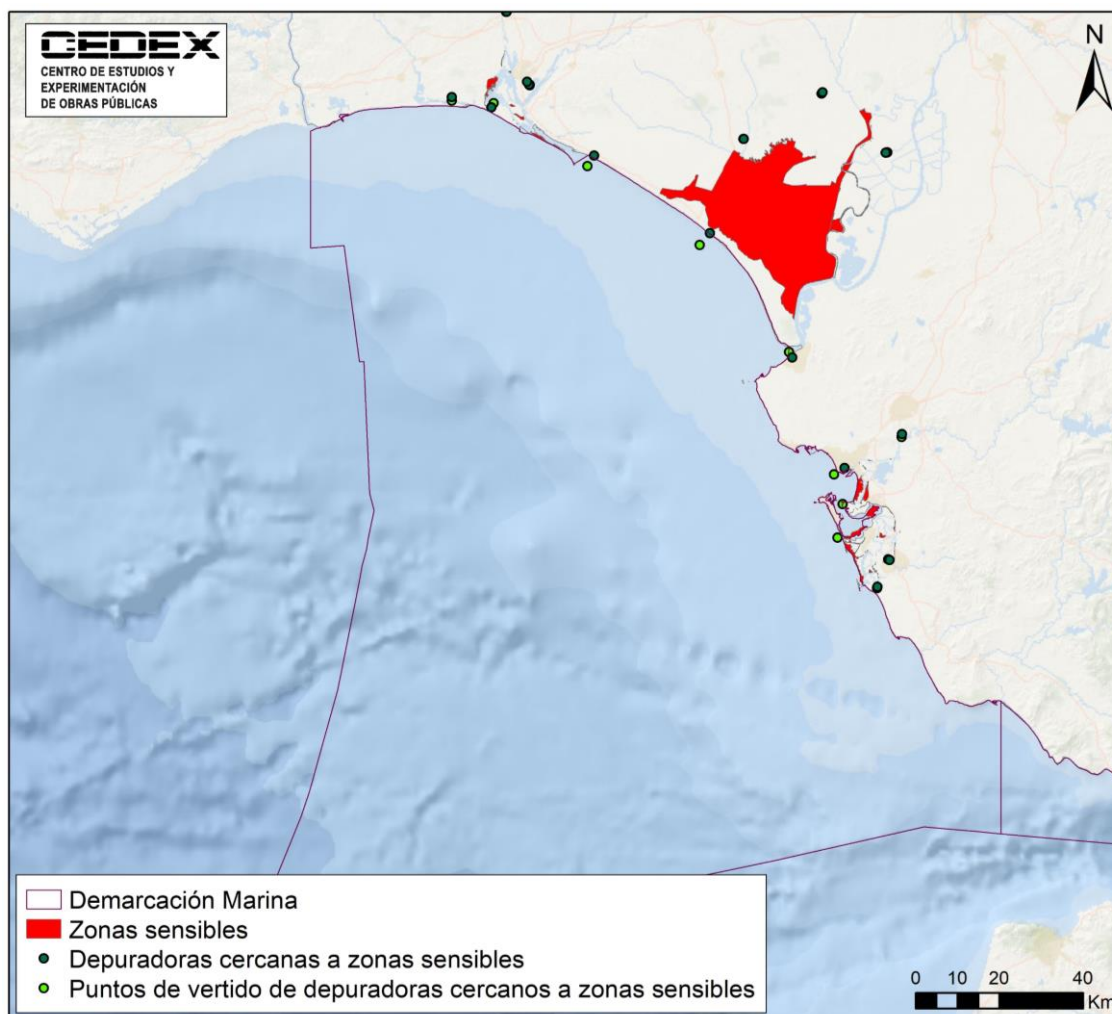 CEDEX
CENTRO DE ESTUDIOS Y
EXPERIMENTACIÓN
DE OBRAS PÚBLICAS
N
Demarcación Marina
Zonas sensibles
Depuradoras cercanas a zonas sensibles
Puntos de vertido de depuradoras cercanos a zonas sensibles
0 10 20 40
Km